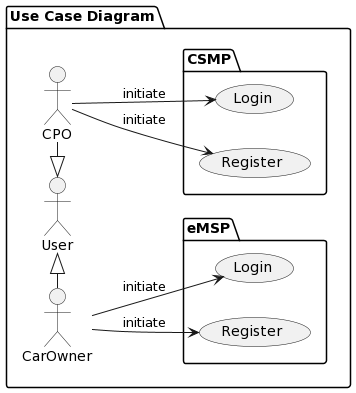 Use Case Diagram
CSMP
initiate
Login
initiate
CPO
Register
User
eMSP
Login
initiate
initiate
Register
CarOwner